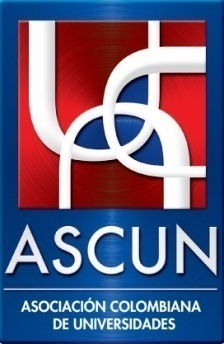 ASCUN
ASOCIACIÓN COLOMBIANA
DE UNIVERSIDADES